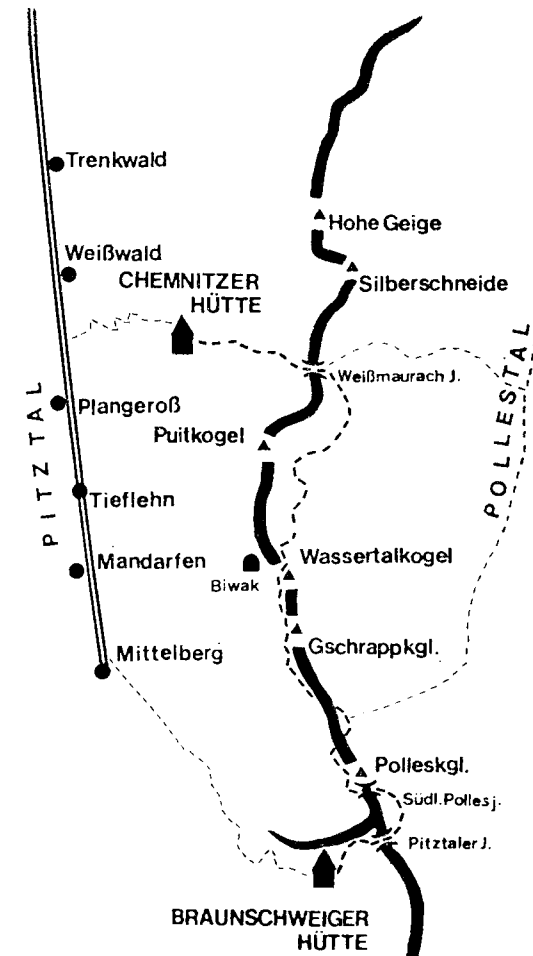 Trenkwald
Hohe Geige
Weißwald
CHEMNITZER
HÜTTE
Silberschneide
Weißmaurach J.
PITZTAL
Plangeroß
POLLESTAL
Puitkogel
Tieflehn
Mandarfen
Biwak
Wassertalkogel
Gschrappkgl.
Mittelberg
Polleskgl.
Südl. Polles j.
Pitztaler J.
BRAUNSCHWEIGER
HÜTTE